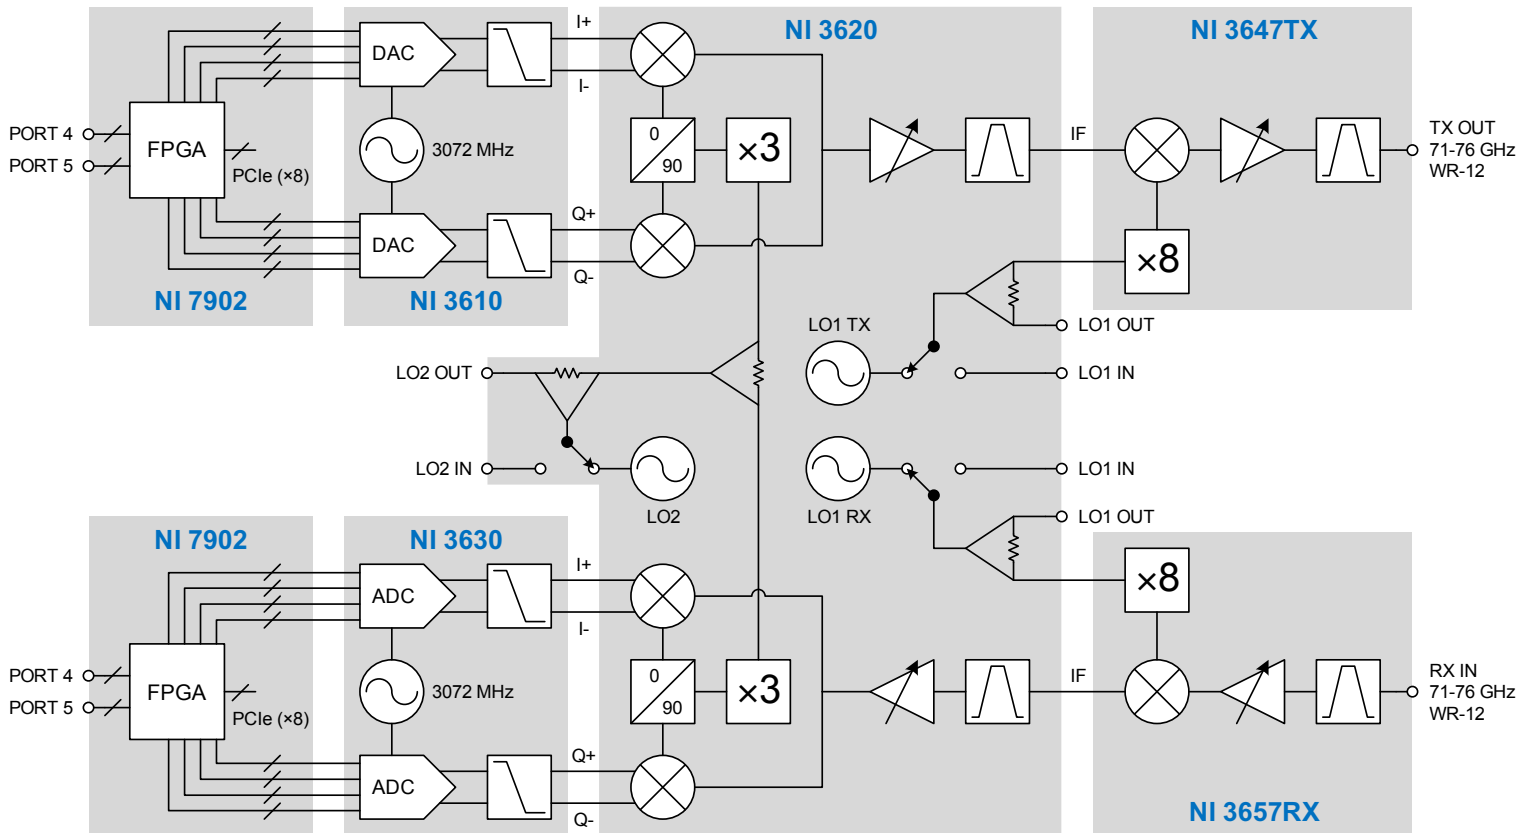 NI 3620
NI 3647TX
I+
I-
DAC
3072 MHz
PORT 4
PORT 5
FPGA
PCIe (×8)
0
90
×3
IF
TX OUT
71-76 GHz
WR-12
Q+
Q-
DAC
×8
NI 7902
NI 3610
LO1 TX
LO1 OUT
LO2 OUT
LO1 IN
LO2 IN
LO1 IN
LO2
LO1 RX
LO1 OUT
NI 7902
NI 3630
I+
I-
ADC
×8
PORT 4
PORT 5
FPGA
PCIe (×8)
3072 MHz
0
90
×3
IF
RX IN
71-76 GHz
WR-12
Q+
Q-
ADC
NI 3657RX